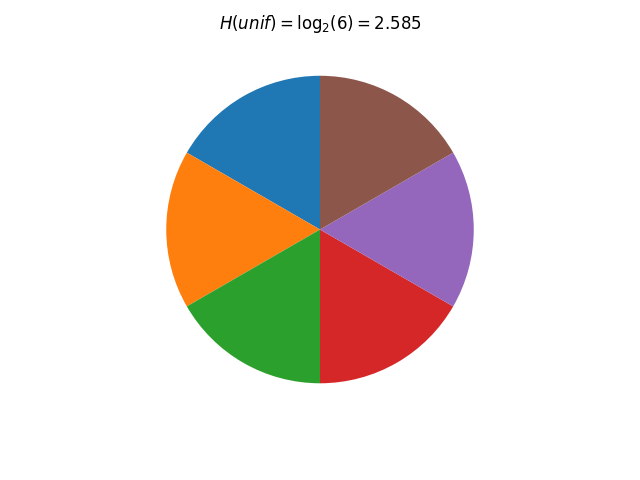 H(unif) = log₂(6) = 2.585